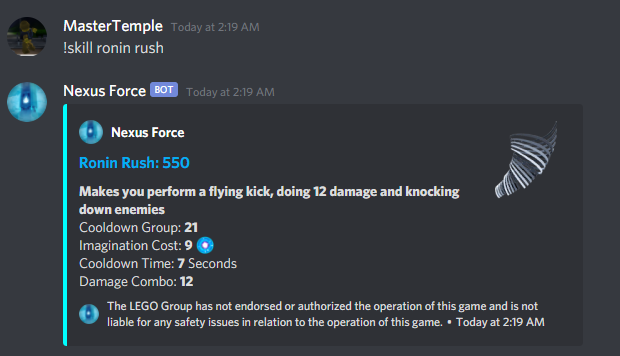 MasterTemple Today at 2:19 AM
!skill ronin rush
Nexus Force BOT Today at 2:19 AM
Nexus Force
Ronin Rush: 550
Makes you perform a flying kick, doing 12 damage and knocking
down enemies
Cooldown Group: 21
Imagination Cost: 9
Cooldown Time: 7 Seconds
Damage Combo: 12
The LEGO Group has not endorsed or authorized the operation of this game and is not
liable for any safety issues in relation to the operation of this game. • Today at 2:19 AM